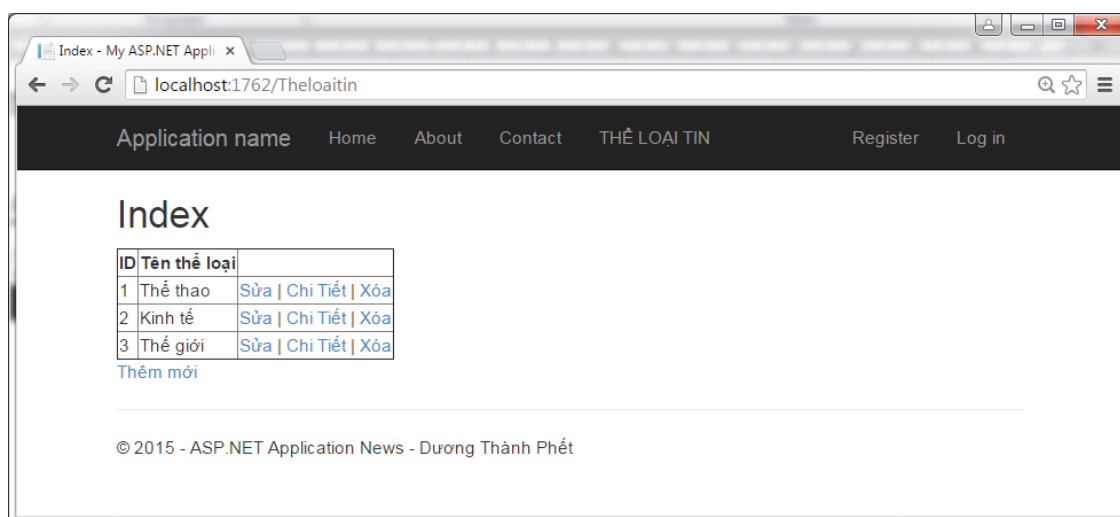 Index - My ASP.NET Appli
localhost:1762/Theloaitin
Application name Home About Contact THỂ LOẠI TIN Register Log in
Index
ID Tên thể loại
1 Thể thao Sửa | Chi Tiết | Xóa
2 Kinh tế Sửa | Chi Tiết | Xóa
3 Thế giới Sửa | Chi Tiết | Xóa
Thêm mới
© 2015 - ASP.NET Application News - Dương Thành Phết